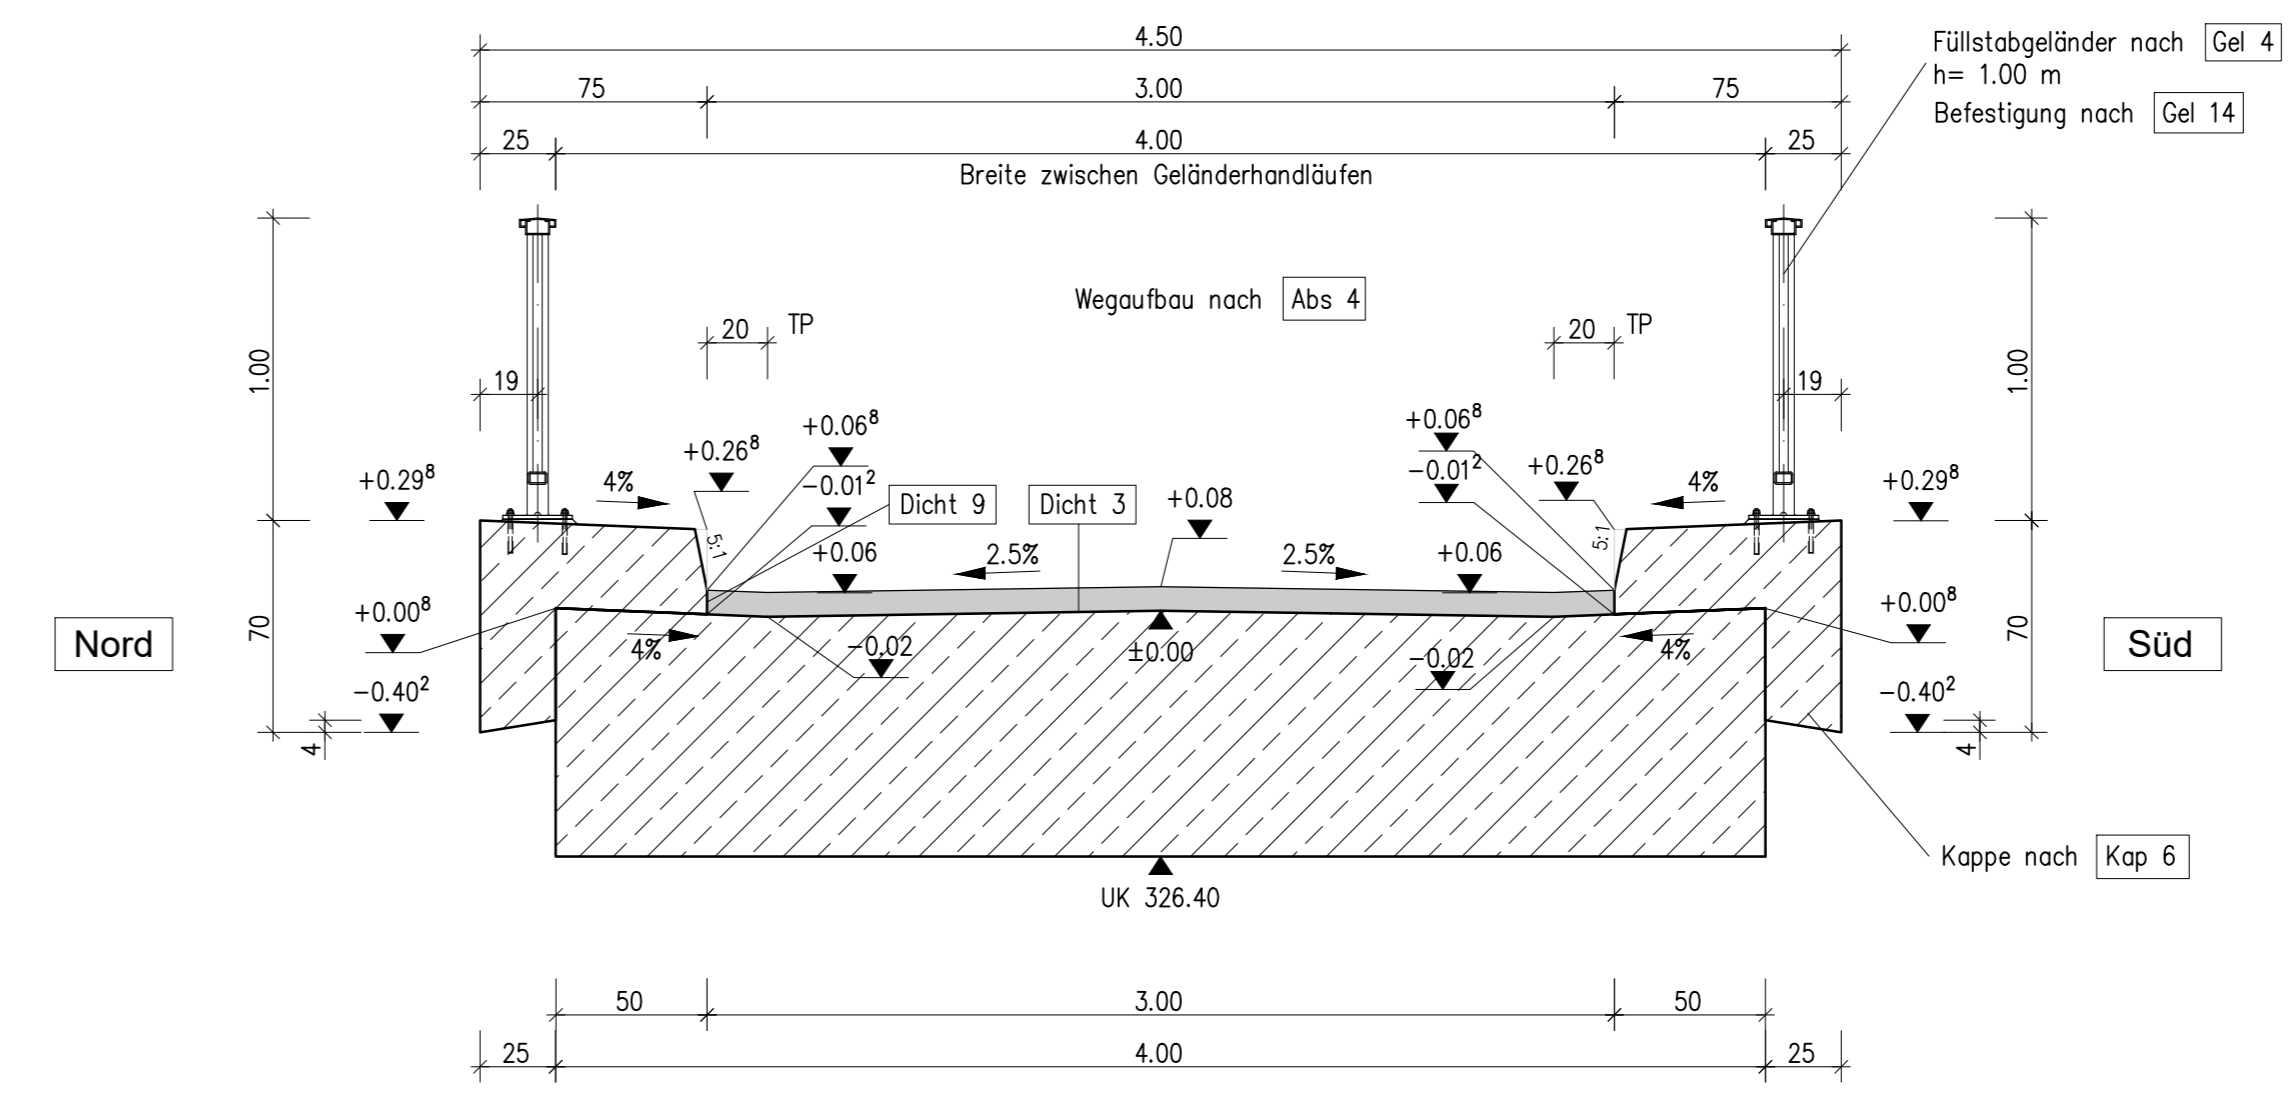 4.50
75 3.00 75
25 4.00 25
Breite zwischen Geländerhandläufen
Füllstabgeländer nach Gel 4
h= 1.00 m
Befestigung nach Gel 14
Wegaufbau nach Abs 4
20 TP
20 TP
1.00
19
19
1.00
+0.29⁸
4%
+0.26⁸
+0.06⁸
-0.01²
Dicht 9
Dicht 3
+0.08
+0.06⁸
-0.01²
+0.26⁸
4%
+0.29⁸
5:1
+0.06
2.5%
2.5%
+0.06
5:1
Nord
70
+0.00⁸
4%
-0.02
±0.00
-0.02
4%
+0.00⁸
70
Süd
-0.40²
4
-0.40²
4
UK 326.40
Kappe nach Kap 6
50 3.00 50
25 4.00 25